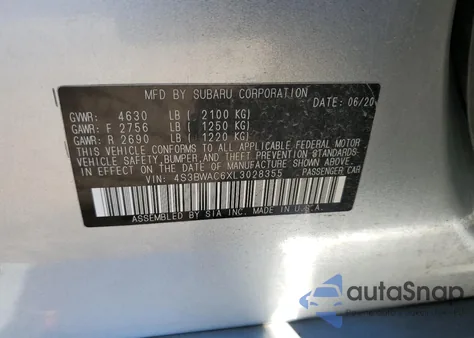 MFD BY SUBARU CORPORATION
DATE: 06/20
GVWR: 4630 LB ( 2100 KG)
GAWR: F 2756 LB ( 1250 KG)
GAWR: R 2690 LB ( 1220 KG)
THIS VEHICLE CONFORMS TO ALL APPLICABLE FEDERAL MOTOR
VEHICLE SAFETY, BUMPER, AND THEFT PREVENTION STANDARDS
IN EFFECT ON THE DATE OF MANUFACTURE SHOWN ABOVE.
VIN: 4S3BWAC6XL3028355 PASSENGER CAR
ASSEMBLED BY SIA INC. MADE IN U.S.A.
autoSnap